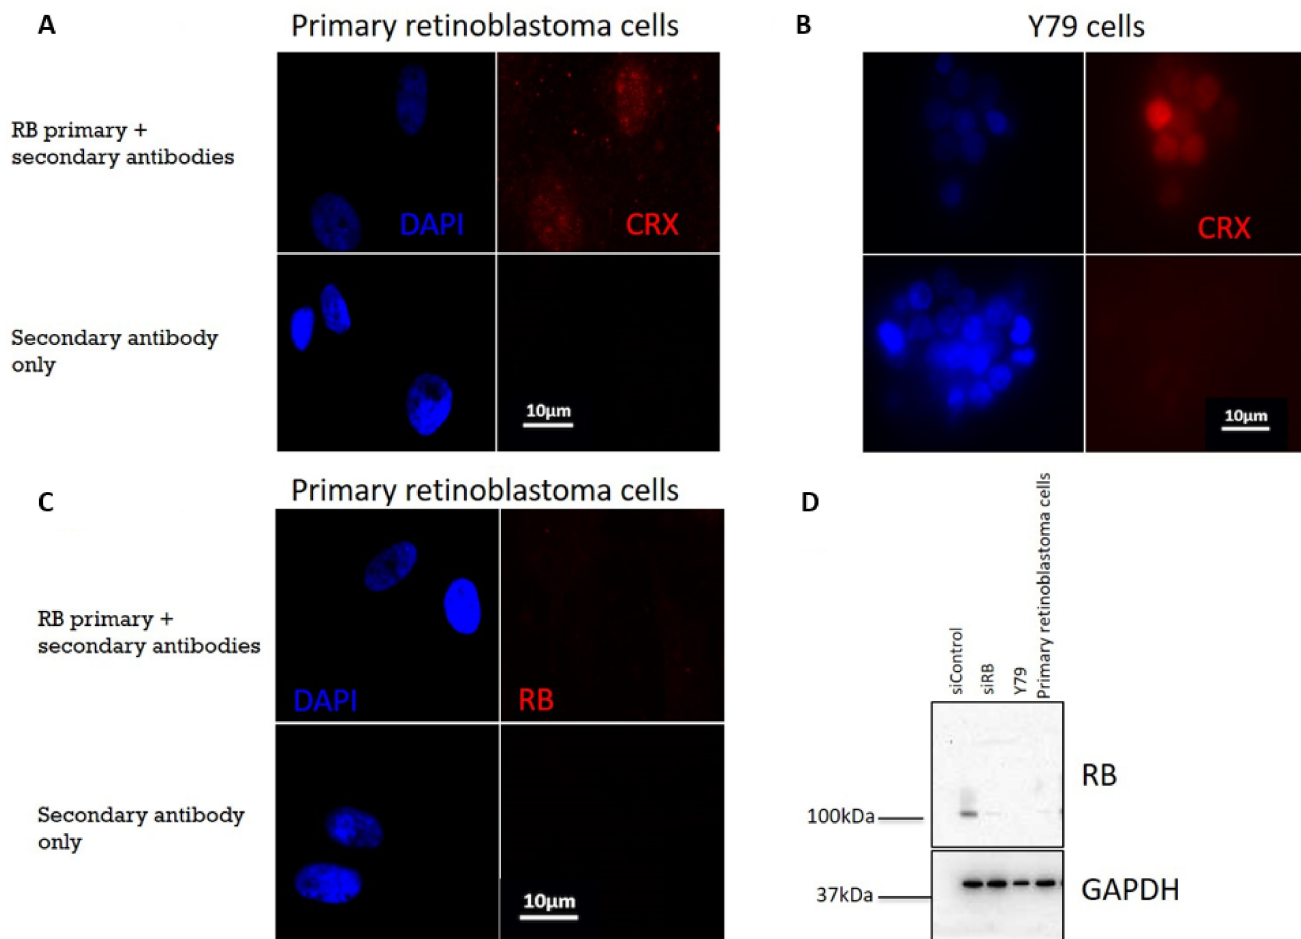 A
Primary retinoblastoma cells
RB primary +
secondary antibodies
DAPI
CRX
Secondary antibody
only
10µm
B
Y79 cells
CRX
10µm
C
Primary retinoblastoma cells
RB primary +
secondary antibodies
DAPI
RB
Secondary antibody
only
10µm
D
siControl
siRB
Y79
Primary retinoblastoma cells
100kDa
RB
37kDa
GAPDH